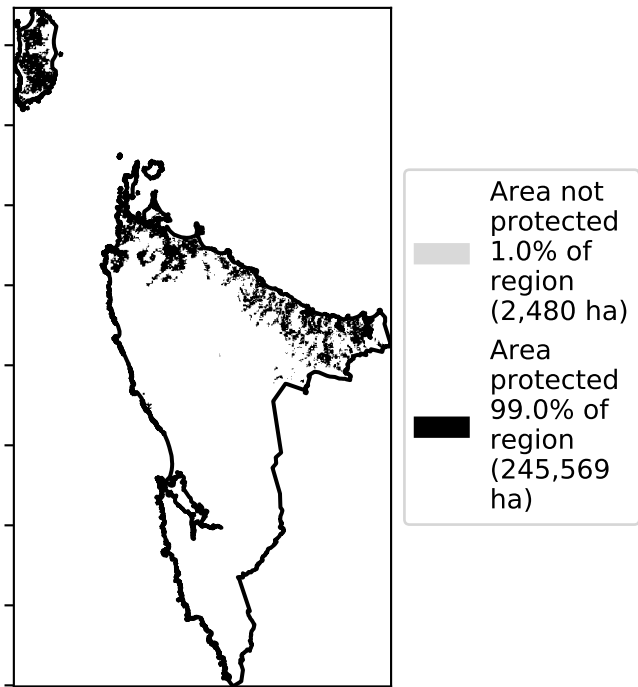 Area not
protected
1.0% of
region
(2,480 ha)
Area
protected
99.0% of
region
(245,569
ha)